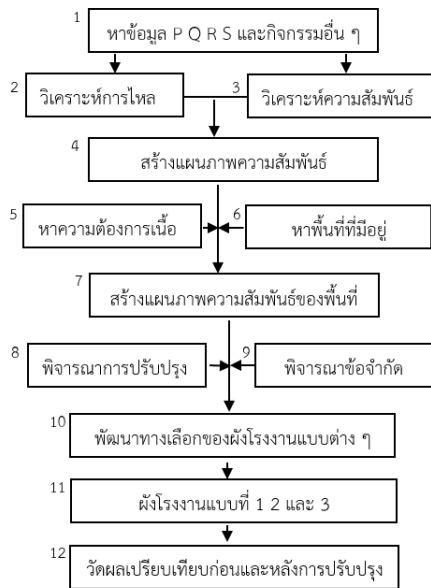 1
หาข้อมูล P Q R S และกิจกรรมอื่น ๆ
2
วิเคราะห์การไหล
3
วิเคราะห์ความสัมพันธ์
4
สร้างแผนภาพความสัมพันธ์
5
หาความต้องการเนื้อ
6
หาพื้นที่ที่มีอยู่
7
สร้างแผนภาพความสัมพันธ์ของพื้นที่
8
พิจารณาการปรับปรุง
9
พิจารณาข้อจำกัด
10
พัฒนาทางเลือกของผังโรงงานแบบต่าง ๆ
11
ผังโรงงานแบบที่ 1 2 และ 3
12
วัดผลเปรียบเทียบก่อนและหลังการปรับปรุง